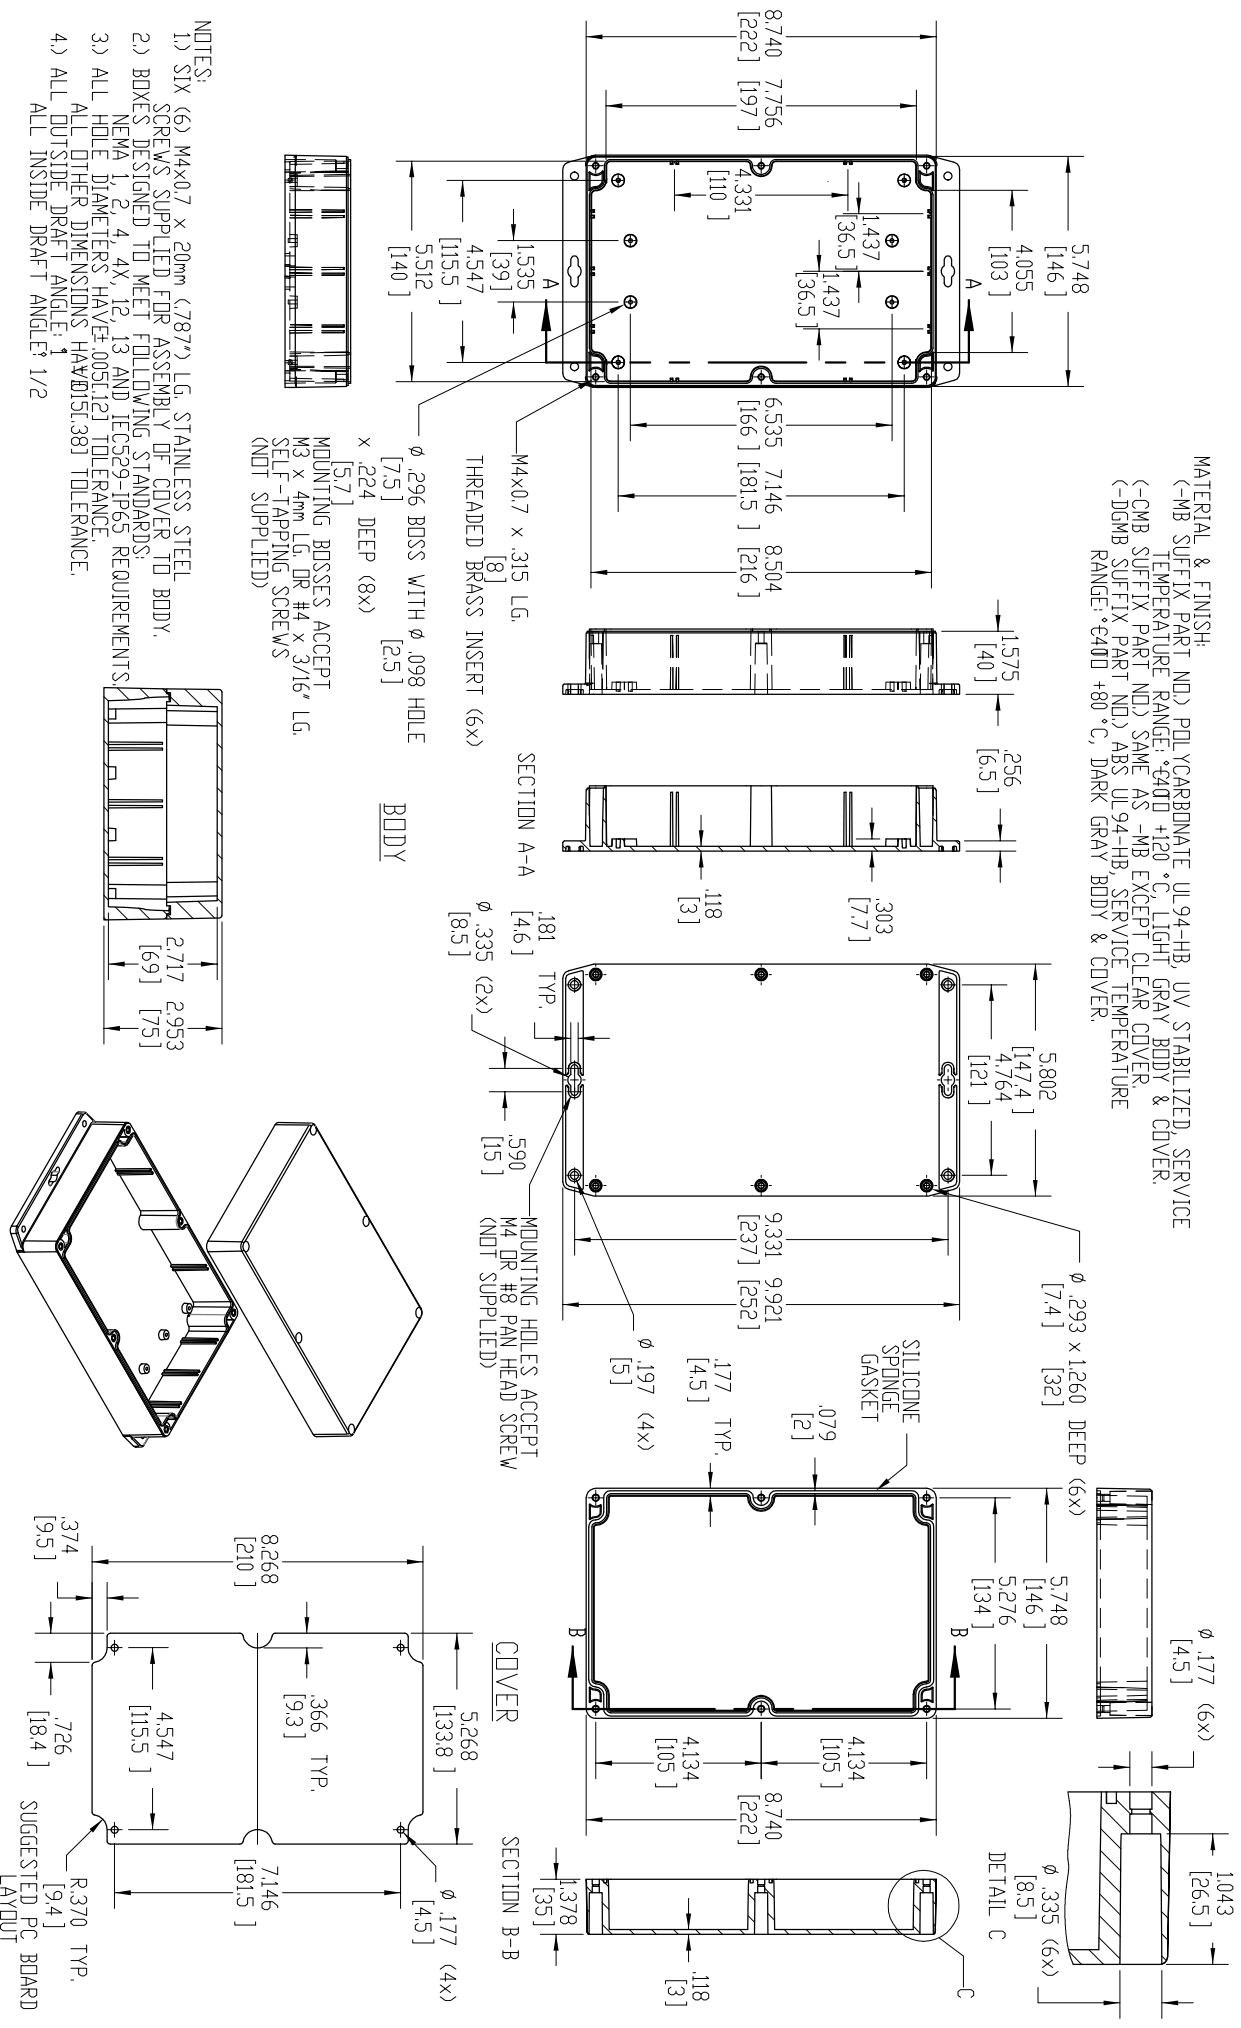 MATERIAL & FINISH:
(-MB SUFFIX PART NO.) POLYCARBONATE UL94-HB, UV STABILIZED, SERVICE
TEMPERATURE RANGE: +120 °C, LIGHT GRAY BODY & COVER.
(-CMB SUFFIX PART NO.) SAME AS -MB EXCEPT CLEAR COVER.
(-DGMB SUFFIX PART NO.) ABS UL94-HB, SERVICE TEMPERATURE
RANGE: +80 °C, DARK GRAY BODY & COVER.
8.740
[222]
7.756
[197]
5.748
[146]
4.055
[103]
1.437
[36.5]
1.437
[36.5]
4.331
[110]
1.535
[39]
4.547
[115.5]
5.512
[140]
A
A
6.535
[166]
7.146
[181.5]
8.504
[216]
M4x0.7 x .315 LG.
[8]
THREADED BRASS INSERT (6x)
ø .296 BOSS WITH ø .098 HOLE
[7.5] [2.5]
x .224 DEEP (8x)
[5.7]
MOUNTING BOSSES ACCEPT
M3 x 4mm LG. OR #4 x 3/16" LG.
SELF-TAPPING SCREWS
(NOT SUPPLIED)
1.575
[40]
.256
[6.5]
SECTION A-A
.118
[3]
.303
[7.7]
BODY
.181 TYP.
[4.6]
ø .335 (2x)
[8.5]
5.802
[147.4]
4.764
[121]
.590
[15]
9.331
[237]
9.921
[252]
MOUNTING HOLES ACCEPT
M4 OR #8 PAN HEAD SCREW
(NOT SUPPLIED)
ø .197 (4x)
[5]
ø .293 x 1.260 DEEP (6x)
[7.4] [32]
SILICONE
SPONGE
GASKET
.177 TYP.
[4.5]
.079
[2]
5.748
[146]
5.276
[134]
B
B
4.134
[105]
4.134
[105]
8.740
[222]
COVER
SECTION B-B
1.378
[35]
.118
[3]
C
ø .177 (6x)
[4.5]
1.043
[26.5]
ø .335 (6x)
[8.5]
DETAIL C
2.717
[69]
2.953
[75]
8.268
[210]
.374
[9.5]
5.268
[133.8]
.366 TYP.
[9.3]
4.547
[115.5]
.726
[18.4]
7.146
[181.5]
ø .177 (4x)
[4.5]
R.370 TYP.
[9.4]
SUGGESTED PC BOARD
LAYOUT
NOTES:
1.) SIX (6) M4x0.7 x 20mm (.787") LG. STAINLESS STEEL
SCREWS SUPPLIED FOR ASSEMBLY OF COVER TO BODY.
2.) BOXES DESIGNED TO MEET FOLLOWING STANDARDS:
NEMA 1, 2, 4, 4X, 12, 13 AND IEC529-IP65 REQUIREMENTS.
3.) ALL HOLE DIAMETERS HAVE±.005[.12] TOLERANCE.
ALL OTHER DIMENSIONS .015[.38] TOLERANCE.
4.) ALL OUTSIDE DRAFT ANGLE: 1
ALL INSIDE DRAFT ANGLE: 1/2